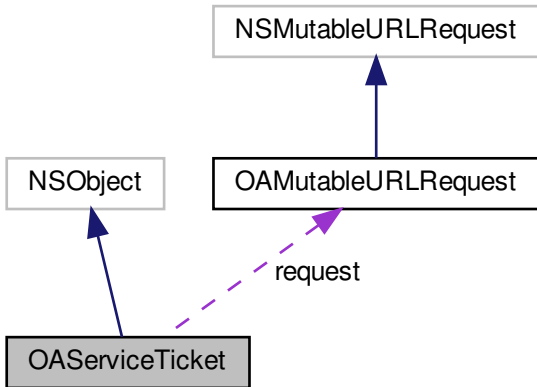 NSMutableURLRequest
NSObject
OAMutableURLRequest
request
OAServiceTicket